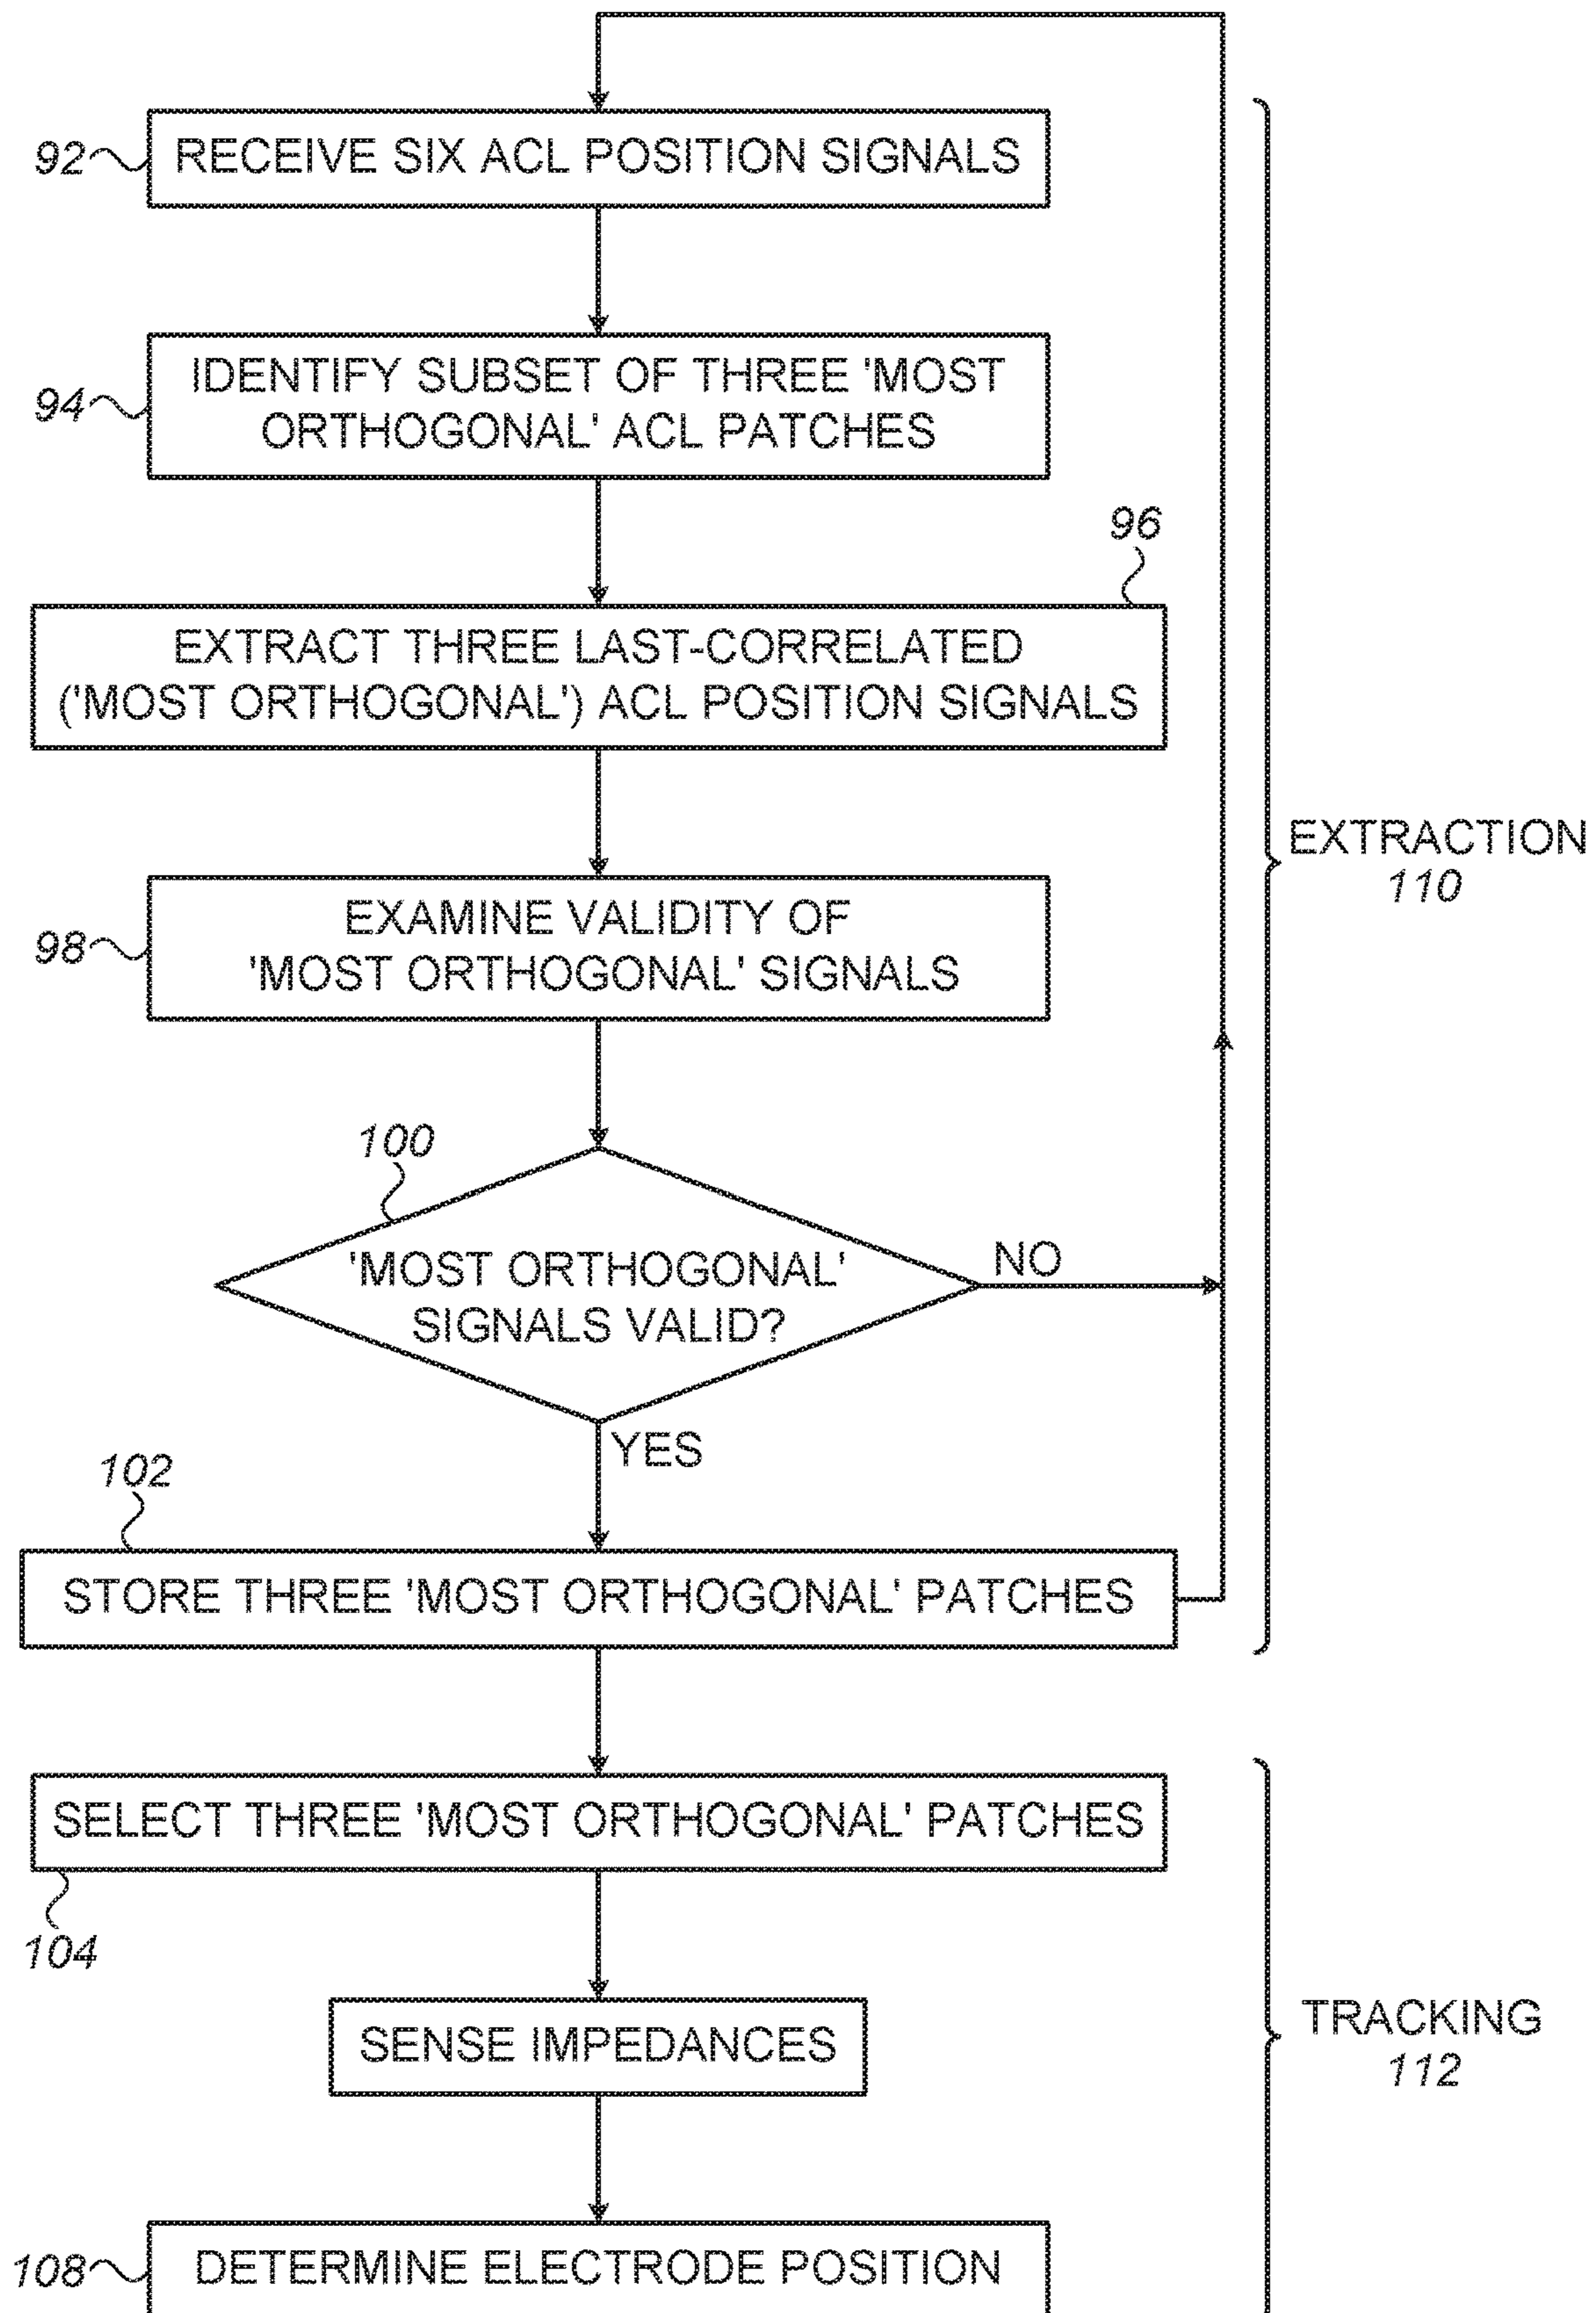 92
RECEIVE SIX ACL POSITION SIGNALS
94
IDENTIFY SUBSET OF THREE 'MOST
ORTHOGONAL' ACL PATCHES
96
EXTRACT THREE LAST-CORRELATED
('MOST ORTHOGONAL') ACL POSITION SIGNALS
EXTRACTION
110
98
EXAMINE VALIDITY OF
'MOST ORTHOGONAL' SIGNALS
100
'MOST ORTHOGONAL'
SIGNALS VALID?
NO
YES
102
STORE THREE 'MOST ORTHOGONAL' PATCHES
SELECT THREE 'MOST ORTHOGONAL' PATCHES
104
SENSE IMPEDANCES
TRACKING
112
108
DETERMINE ELECTRODE POSITION